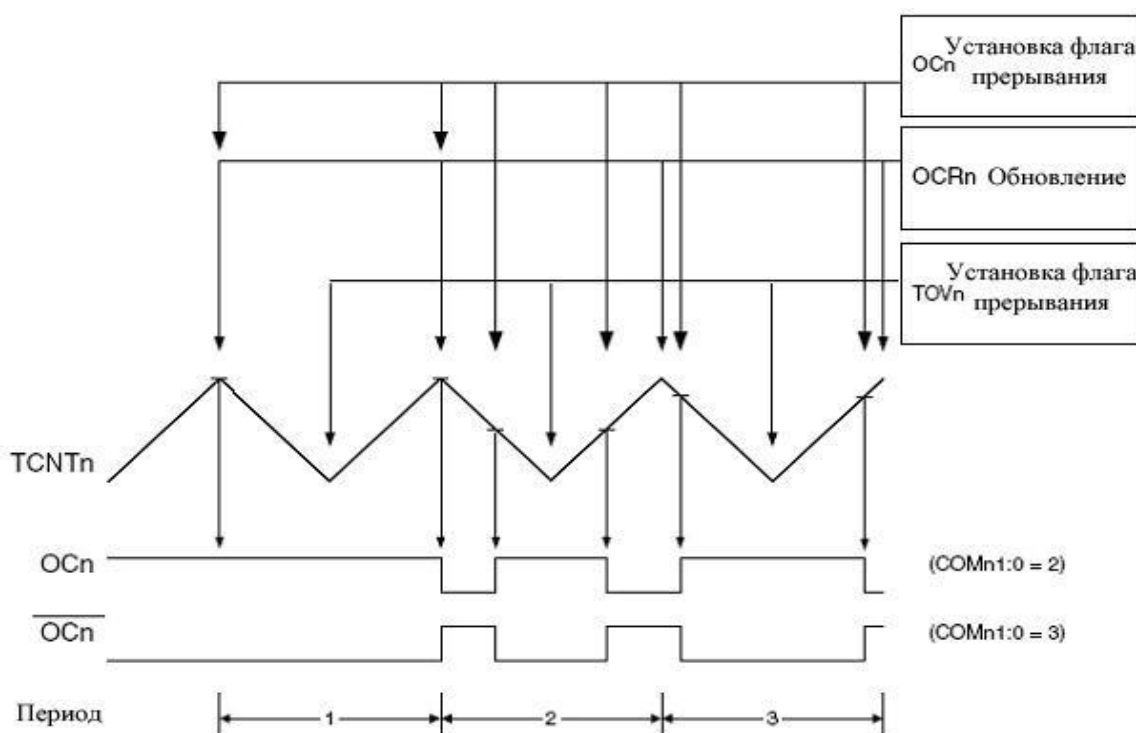 OCn Установка флага
прерывания
OCRn Обновление
TOVn Установка флага
прерывания
TCNTn
OCn
(COMn1:0 = 2)
OCn
(COMn1:0 = 3)
Период
1
2
3